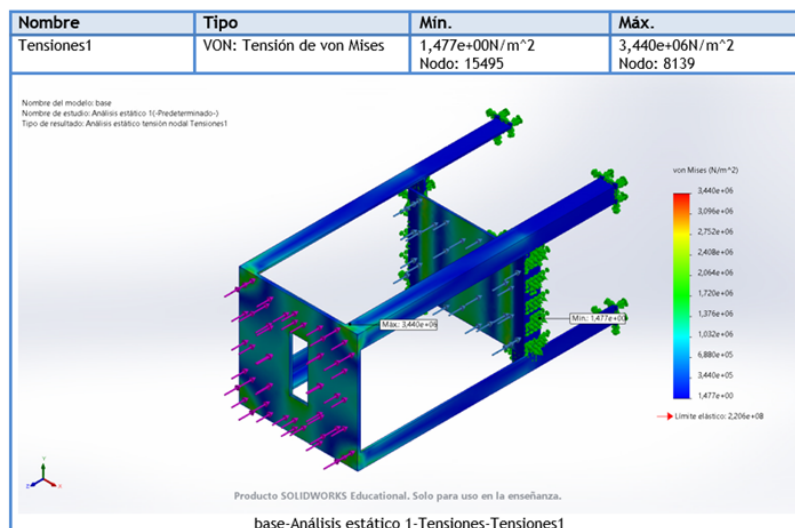 Nombre Tipo Mín. Máx.
Tensiones1 VON: Tensión de von Mises 1,477e+00N/m^2 3,440e+06N/m^2
Nodo: 15495 Nodo: 8139
Nombre del modelo: base
Nombre de estudio: Análisis estático 1(-Predeterminado-)
Tipo de resultado: Análisis estático tensión nodal Tensiones1
von Mises (N/m^2)
3,440e+06
3,096e+06
2,752e+06
2,408e+06
2,064e+06
1,720e+06
1,376e+06
1,032e+06
6,880e+05
3,440e+05
1,477e+00
Límite elástico: 2,206e+08
Máx.: 3,440e+06
Mín.: 1,477e+00
Y
Z
X
Producto SOLIDWORKS Educational. Solo para uso en la enseñanza.
base-Análisis estático 1-Tensiones-Tensiones1